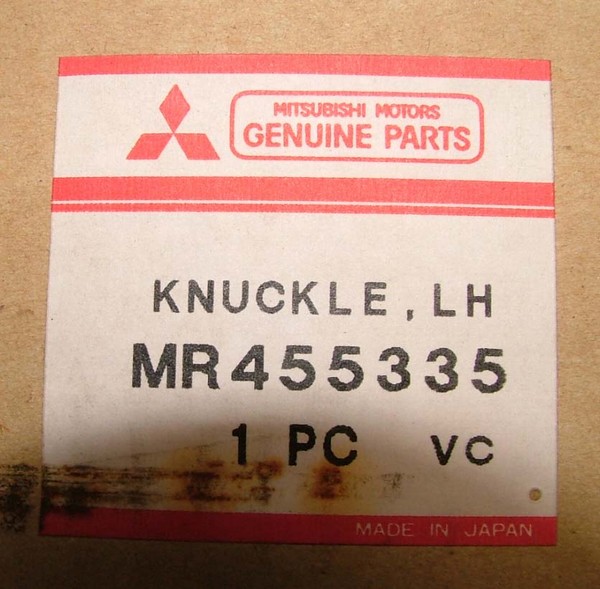 MITSUBISHI MOTORS
GENUINE PARTS
KNUCKLE, LH
MR455335
1 PC VC
MADE IN JAPAN